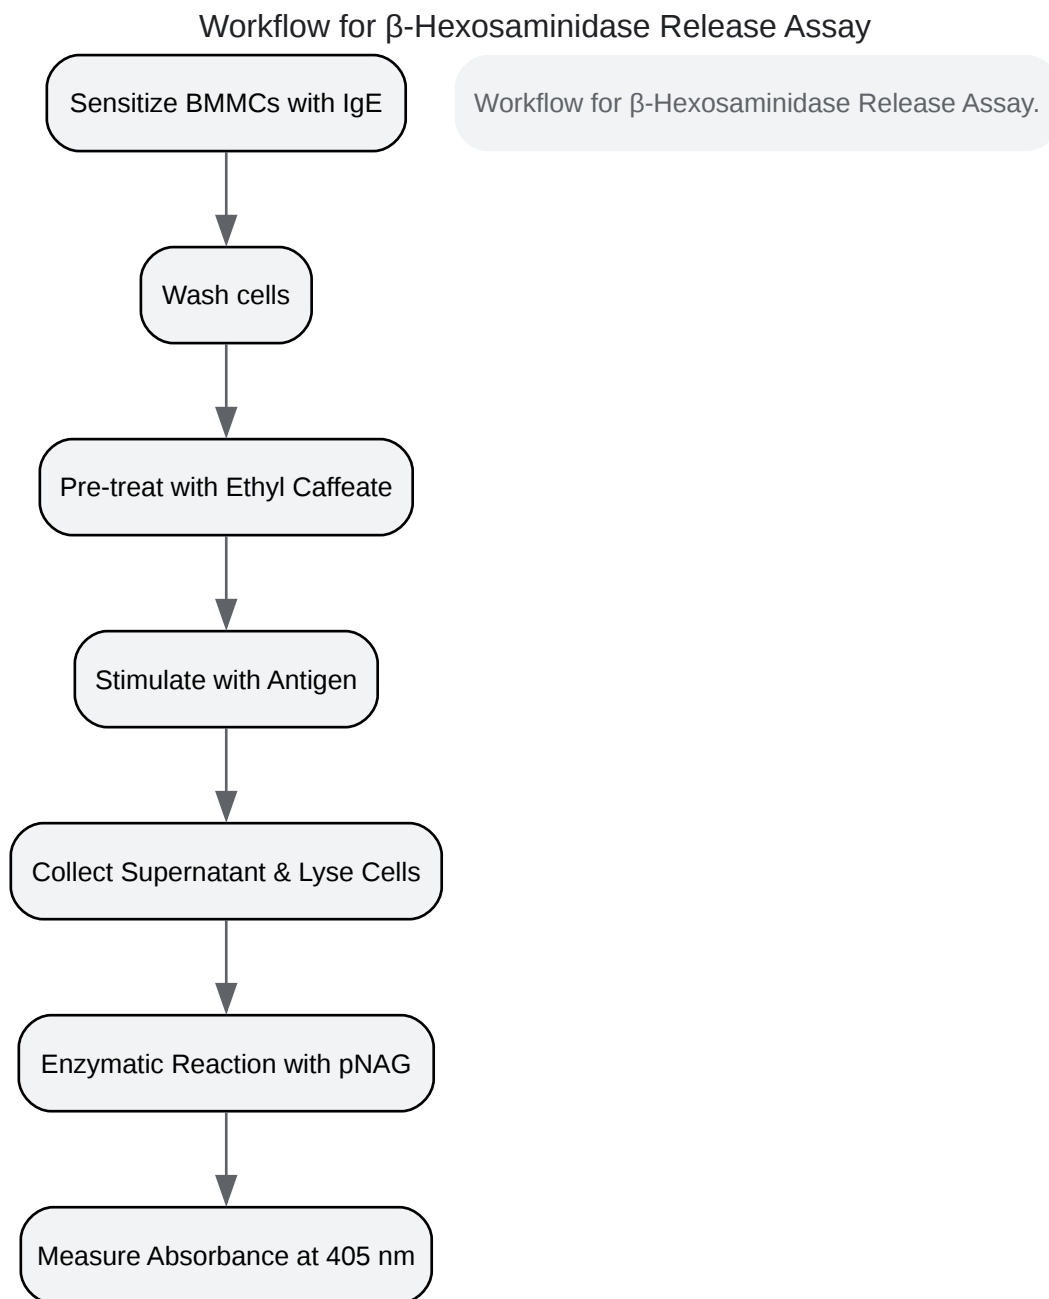 Workflow for β-Hexosaminidase Release Assay
Sensitize BMMCs with IgE
Workflow for β-Hexosaminidase Release Assay.
Wash cells
Pre-treat with Ethyl Caffeate
Stimulate with Antigen
Collect Supernatant & Lyse Cells
Enzymatic Reaction with pNAG
Measure Absorbance at 405 nm